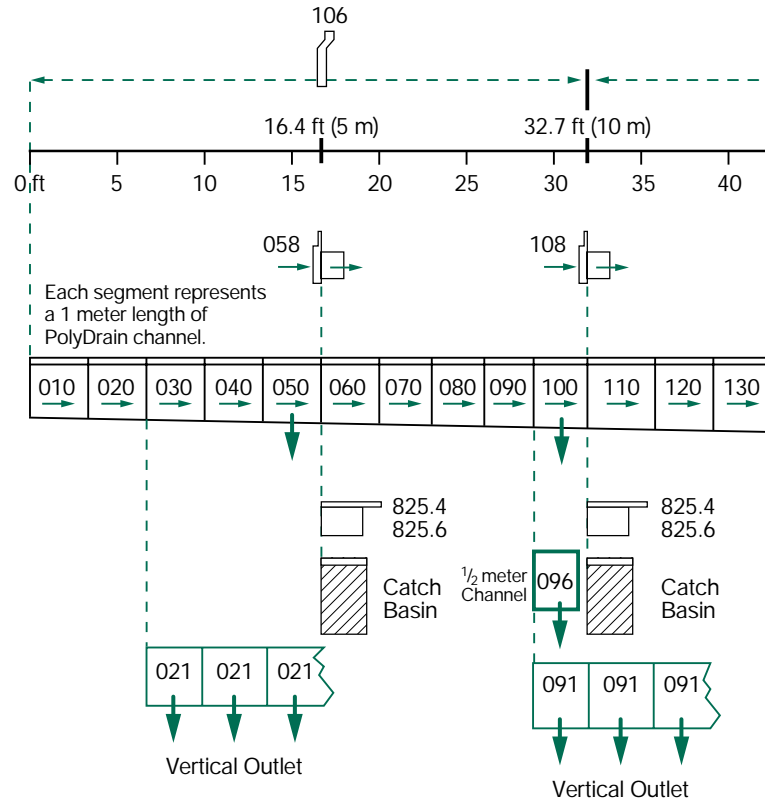 106
16.4 ft (5 m)
32.7 ft (10 m)
0 ft 5 10 15 20 25 30 35 40
058
108
Each segment represents
a 1 meter length of
PolyDrain channel.
010 020 030 040 050 060 070 080 090 100 110 120 130
825.4
825.6
825.4
825.6
Catch
Basin
1/2 meter
Channel
096
Catch
Basin
021 021 021
091 091 091
Vertical Outlet
Vertical Outlet